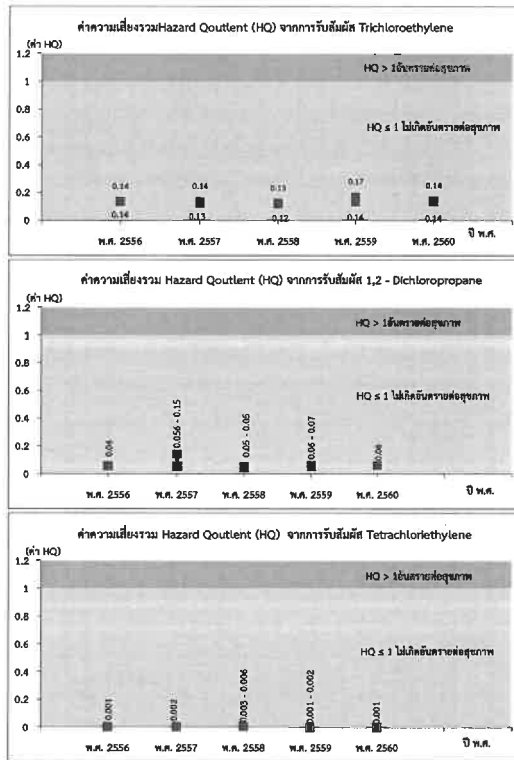 ค่าความเสี่ยงรวมHazard Qoutlent (HQ) จากการรับสัมผัส Trichloroethylene
(ค่า HQ)
1.2
HQ > 1อันตรายต่อสุขภาพ
1
0.8
HQ ≤ 1 ไม่เกิดอันตรายต่อสุขภาพ
0.6
0.4
0.2
0.14 0.14 0.13 0.17 0.14
0.14 0.13 0.12 0.14 0.14
0
พ.ศ. 2556 พ.ศ. 2557 พ.ศ. 2558 พ.ศ. 2559 พ.ศ. 2560
ปี พ.ศ.
ค่าความเสี่ยงรวม Hazard Qoutlent (HQ) จากการรับสัมผัส 1,2 - Dichloropropane
(ค่า HQ)
1.2
HQ > 1อันตรายต่อสุขภาพ
1
0.8
HQ ≤ 1 ไม่เกิดอันตรายต่อสุขภาพ
0.6
0.4
0.2
0.06 0.056 - 0.15 0.05 - 0.06 0.06 - 0.07 0.06
0
พ.ศ. 2556 พ.ศ. 2557 พ.ศ. 2558 พ.ศ. 2559 พ.ศ. 2560
ปี พ.ศ.
ค่าความเสี่ยงรวม Hazard Qoutlent (HQ) จากการรับสัมผัส Tetrachloriethylene
(ค่า HQ)
1.2
HQ > 1อันตรายต่อสุขภาพ
1
0.8
HQ ≤ 1 ไม่เกิดอันตรายต่อสุขภาพ
0.6
0.4
0.2
0.001 0.002 0.003 - 0.006 0.001 - 0.002 0.001
0
พ.ศ. 2556 พ.ศ. 2557 พ.ศ. 2558 พ.ศ. 2559 พ.ศ. 2560
ปี พ.ศ.